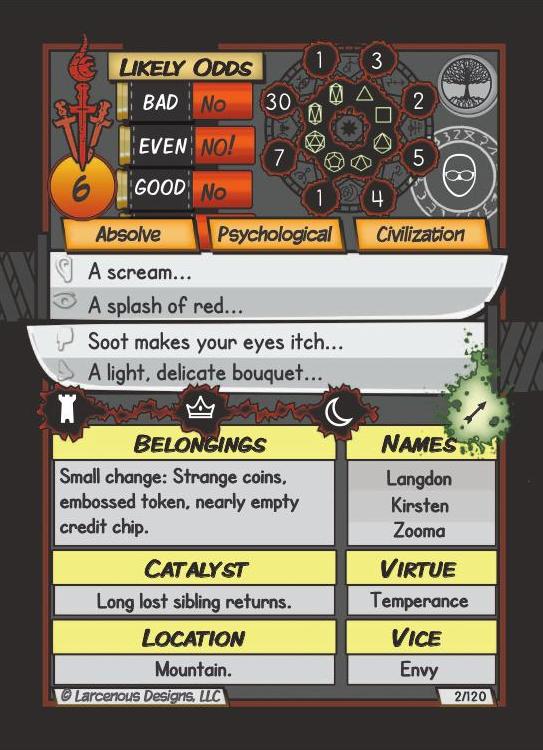 LIKELY ODDS
BAD No
EVEN NO!
GOOD No
6
1
3
30
2
7
5
1
4
Absolve
Psychological
Civilization
A scream...
A splash of red...
Soot makes your eyes itch...
A light, delicate bouquet...
BELONGINGS
Small change: Strange coins,
embossed token, nearly empty
credit chip.
NAMES
Langdon
Kirsten
Zooma
CATALYST
Long lost sibling returns.
VIRTUE
Temperance
LOCATION
Mountain.
VICE
Envy
© Larcenous Designs, LLC
2/120